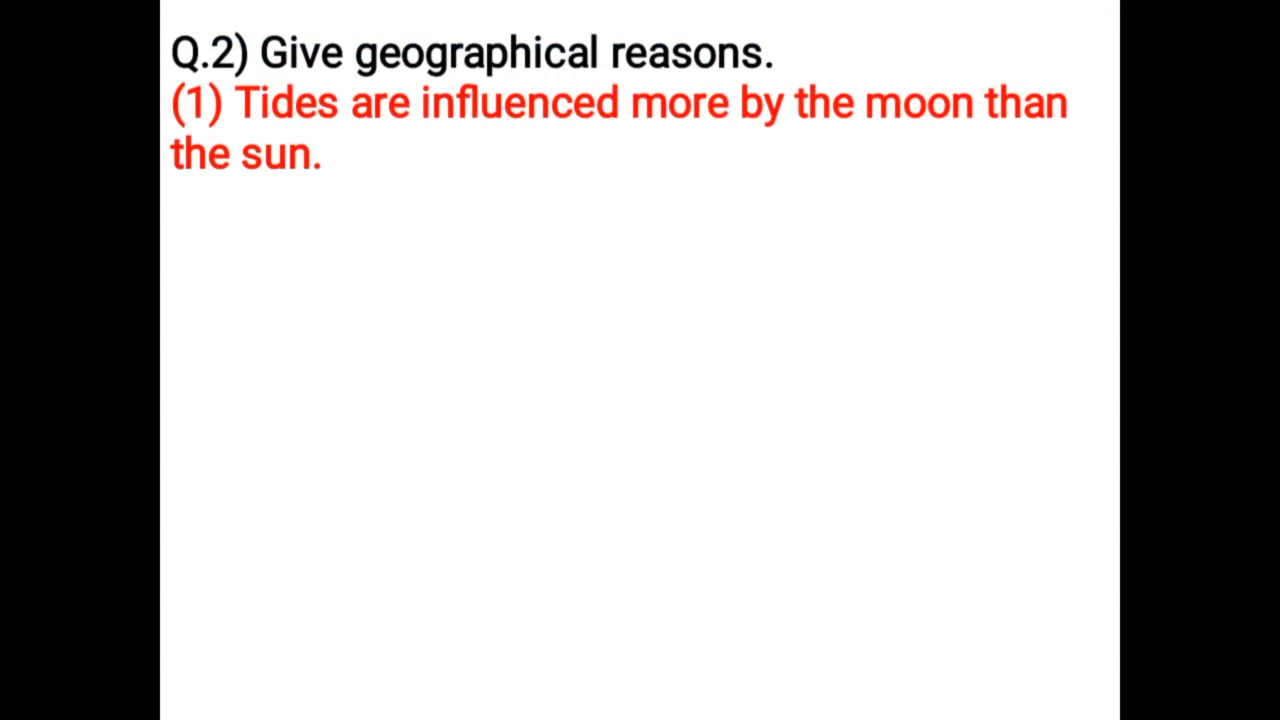 Q.2) Give geographical reasons.
(1) Tides are influenced more by the moon than
the sun.